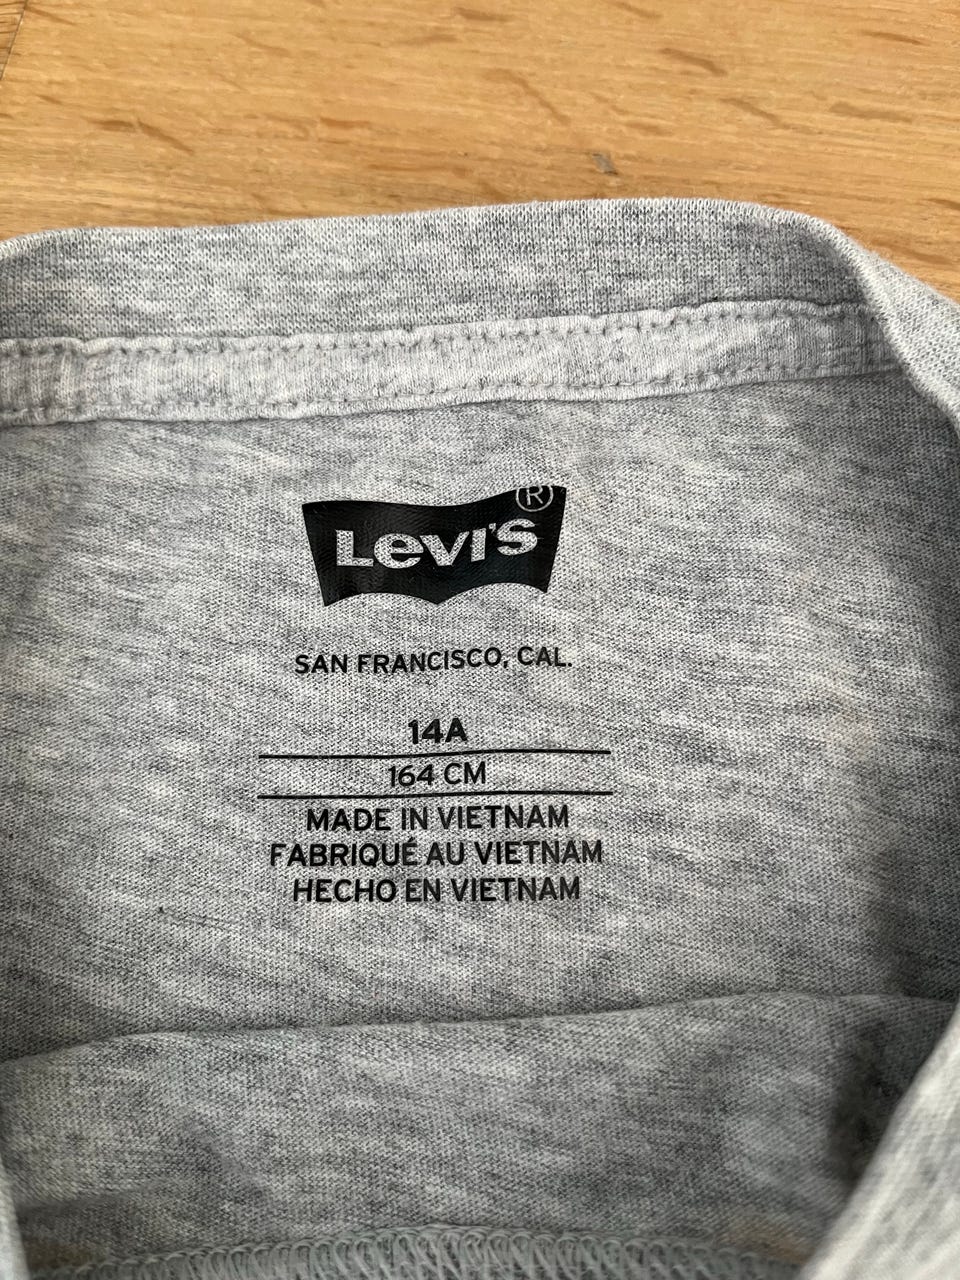 Levi's®
SAN FRANCISCO, CAL.
14A
164 CM
MADE IN VIETNAM
FABRIQUÉ AU VIETNAM
HECHO EN VIETNAM